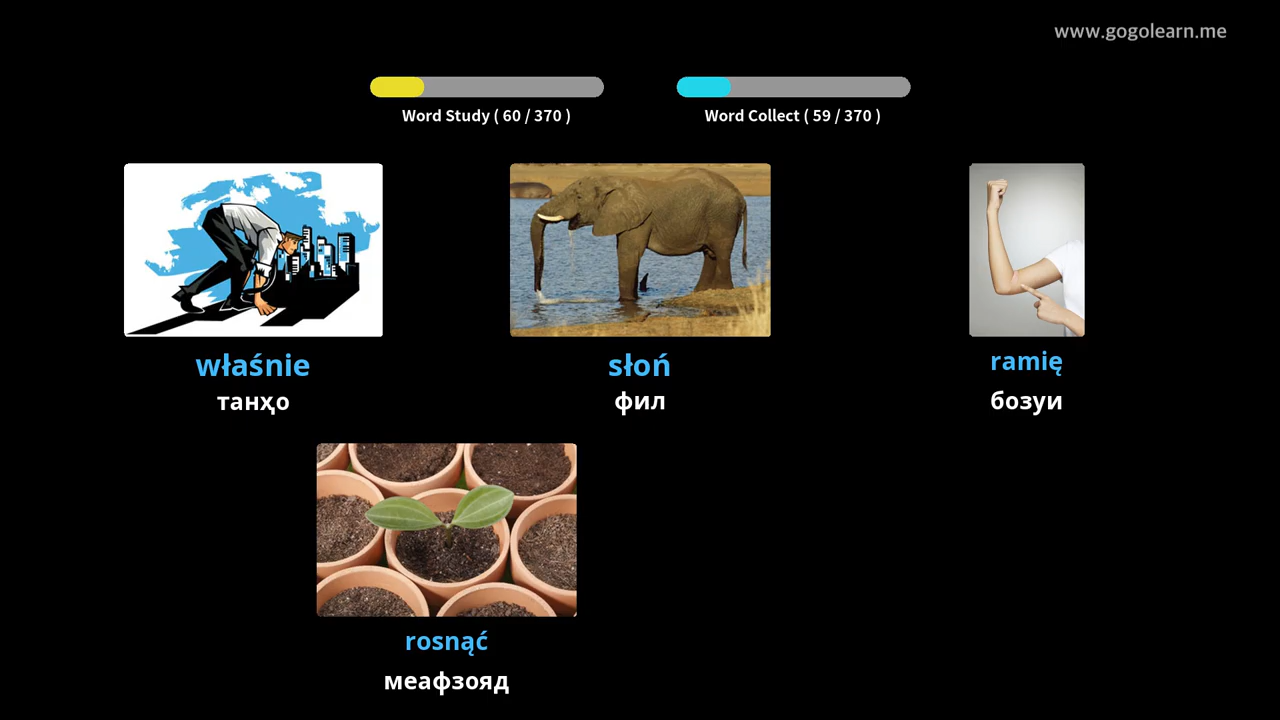 www.gogolearn.me
Word Study ( 60 / 370 )
Word Collect ( 59 / 370 )
właśnie
słoń
ramię
танҳо
фил
бозуи
rosnąć
меафзояд